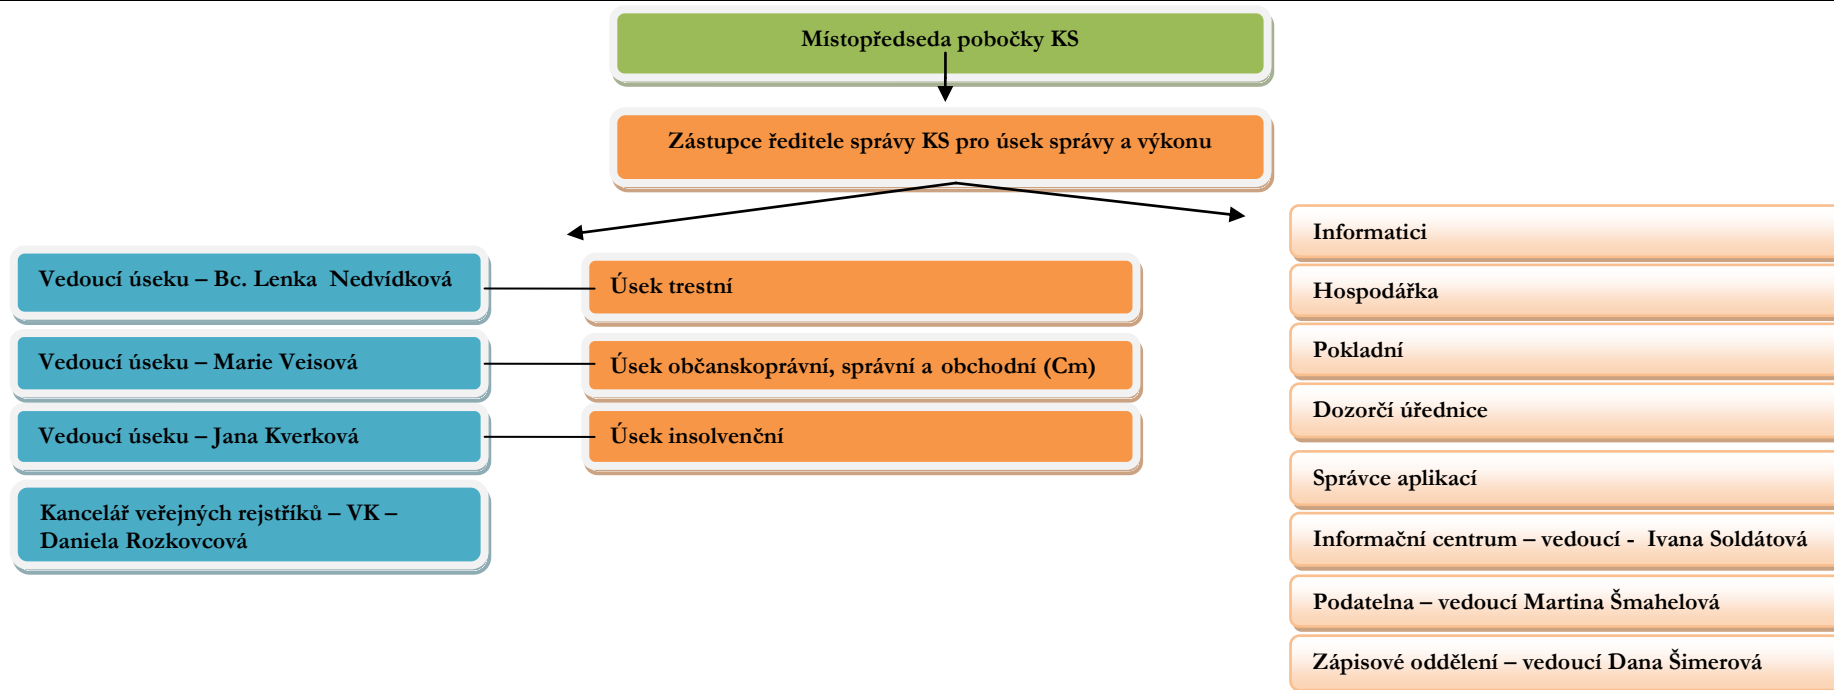 Místopředseda pobočky KS
Zástupce ředitele správy KS pro úsek správy a výkonu
Vedoucí úseku – Bc. Lenka Nedvídková
Úsek trestní
Vedoucí úseku – Marie Veisová
Úsek občanskoprávní, správní a obchodní (Cm)
Vedoucí úseku – Jana Kverková
Úsek insolvenční
Kancelář veřejných rejstříků – VK –
Daniela Rozkovcová
Informatici
Hospodářka
Pokladní
Dozorčí úřednice
Správce aplikací
Informační centrum – vedoucí - Ivana Soldátová
Podatelna – vedoucí Martina Šmahelová
Zápisové oddělení – vedoucí Dana Šimerová